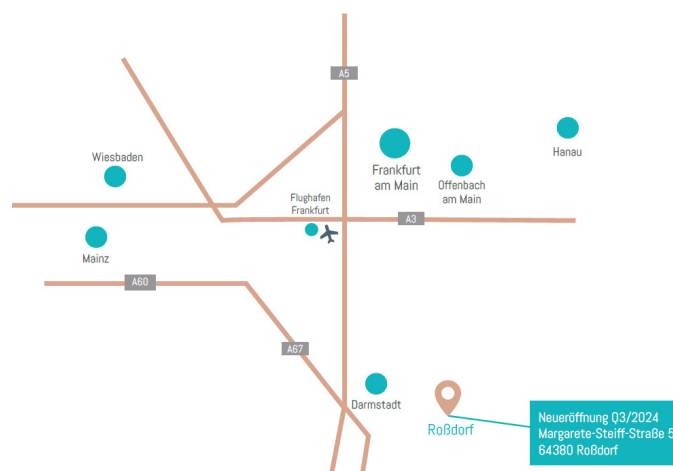 A5
Frankfurt
am Main
Offenbach
am Main
Hanau
Wiesbaden
Flughafen
Frankfurt
A3
Mainz
A60
A67
Darmstadt
Roßdorf
Neueröffnung Q3/2024
Margarete-Steiff-Straße 5
64380 Roßdorf